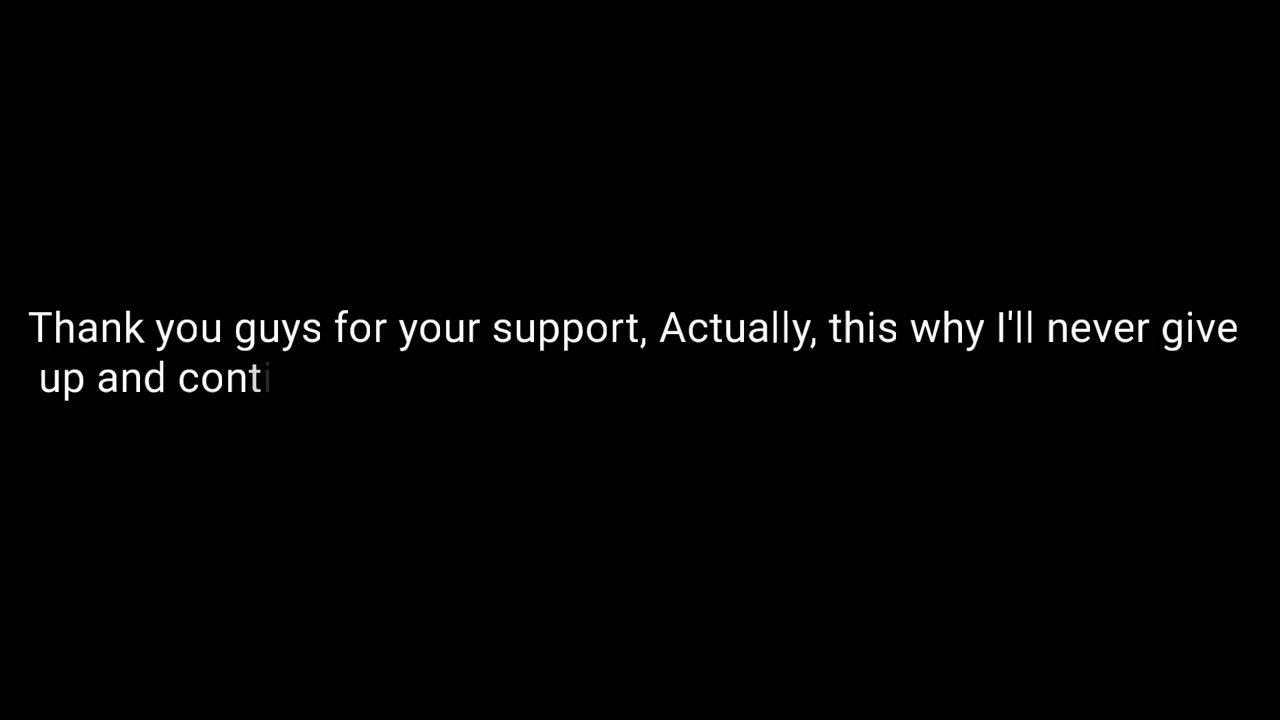 Thank you guys for your support, Actually, this why I'll never give
up and conti